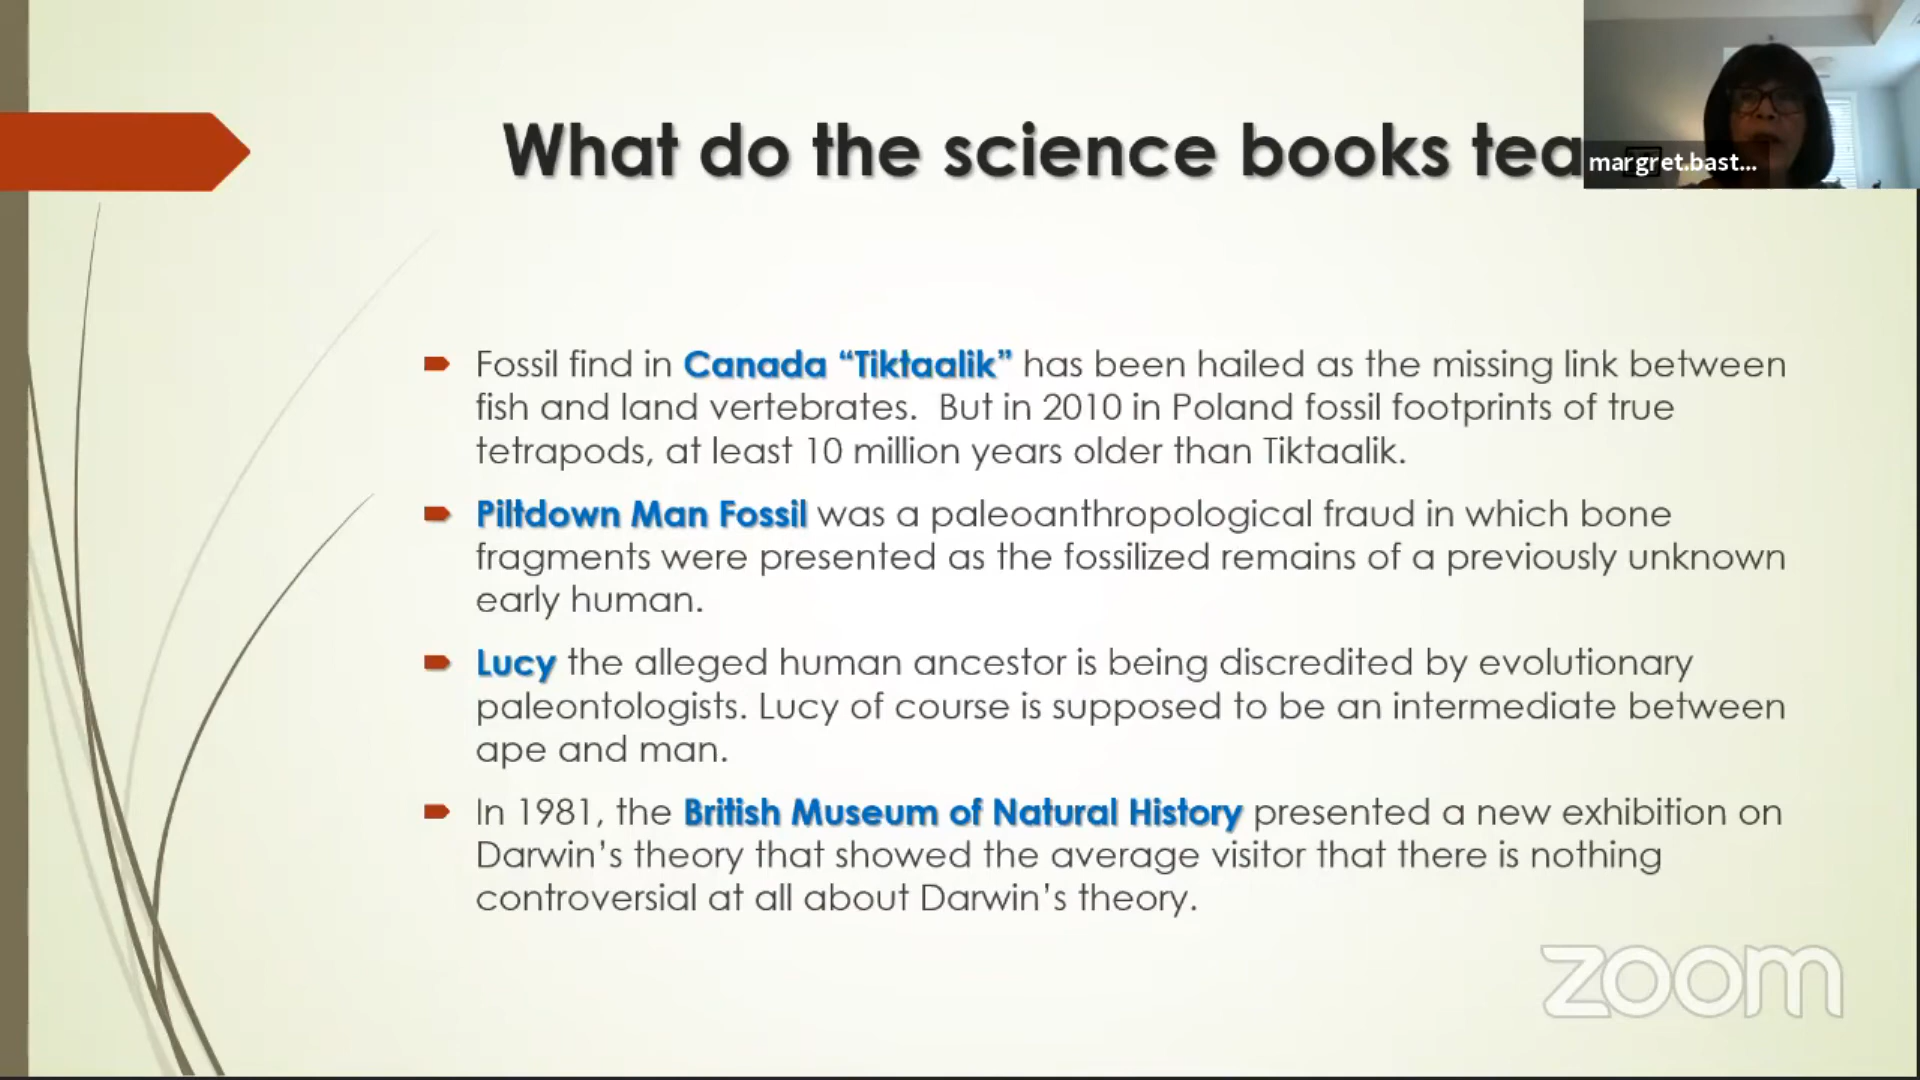 What do the science books tea
margret.bast...
Fossil find in Canada “Tiktaalik” has been hailed as the missing link between
fish and land vertebrates.  But in 2010 in Poland fossil footprints of true
tetrapods, at least 10 million years older than Tiktaalik.
Piltdown Man Fossil was a paleoanthropological fraud in which bone
fragments were presented as the fossilized remains of a previously unknown
early human.
Lucy the alleged human ancestor is being discredited by evolutionary
paleontologists. Lucy of course is supposed to be an intermediate between
ape and man.
In 1981, the British Museum of Natural History presented a new exhibition on
Darwin’s theory that showed the average visitor that there is nothing
controversial at all about Darwin’s theory.
zoom